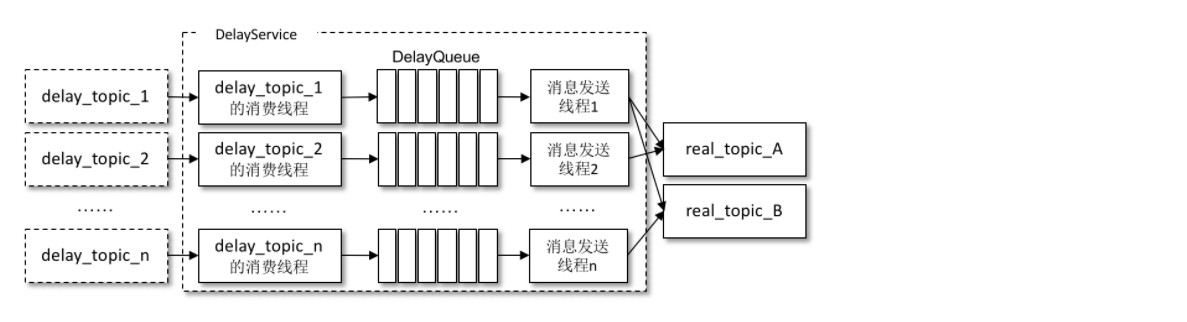 DelayService
DelayQueue
delay_topic_1
delay_topic_1
的消费线程
消息发送
线程1
delay_topic_2
delay_topic_2
的消费线程
消息发送
线程2
real_topic_A
real_topic_B
……
……
……
……
delay_topic_n
delay_topic_n
的消费线程
消息发送
线程n